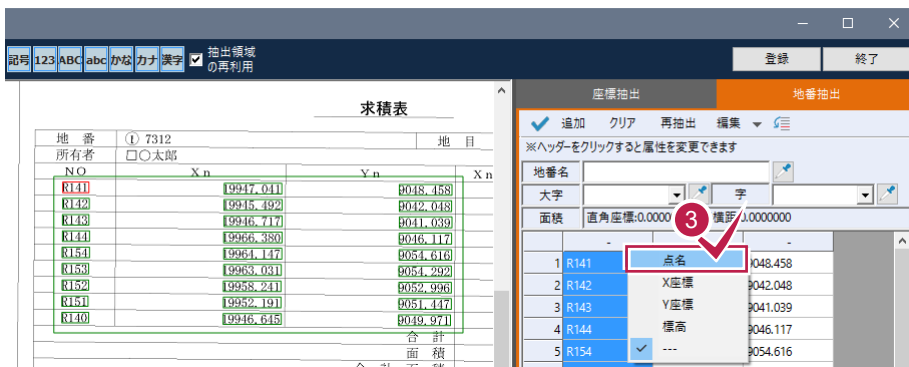 記号 123 ABC abc かな カナ 漢字 抽出領域の再利用 登録 終了
求積表
地 番 ① 7312 地 目
所有者 口〇太郎
NO Xn Yn Xn
R141 19947.041 9048.458
R142 19945.492 9042.048
R143 19946.717 9041.039
R144 19966.380 9046.117
R154 19964.147 9054.616
R153 19963.031 9054.292
R152 19958.241 9052.996
R151 19952.191 9051.447
R140 19946.645 9049.971
合 計
面 積
座標抽出 地番抽出
追加 クリア 再抽出 編集
※ヘッダーをクリックすると属性を変更できます
地番名
大字 字
面積 直角座標:0.0000 横距:0.0000000
3
- -
1 R141 9048.458
2 R142 9042.048
3 R143 9041.039
4 R144 9046.117
5 R154 9054.616
点名
X座標
Y座標
標高
---